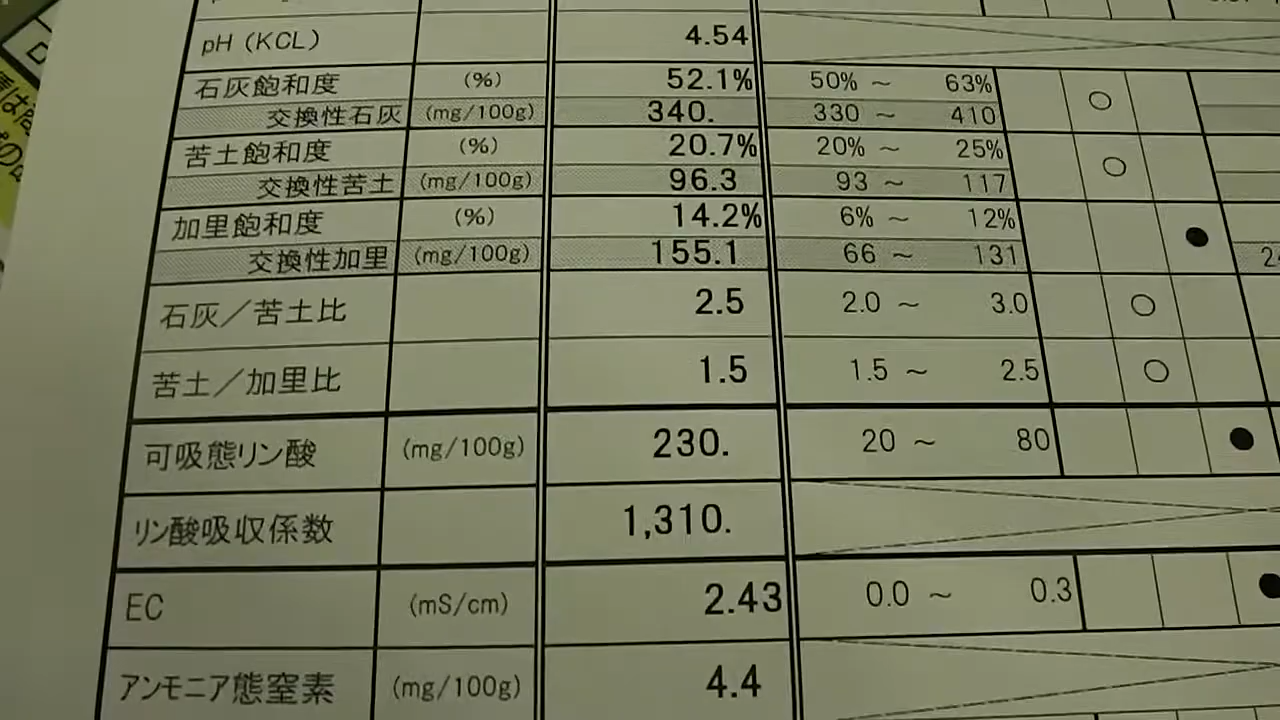 pH (KCL) 4.54
石灰飽和度 (%) 52.1% 50% ～ 63% ○
交換性石灰 (mg/100g) 340. 330 ～ 410
苦土飽和度 (%) 20.7% 20% ～ 25% ○
交換性苦土 (mg/100g) 96.3 93 ～ 117
加里飽和度 (%) 14.2% 6% ～ 12% ●
交換性加里 (mg/100g) 155.1 66 ～ 131
石灰／苦土比 2.5 2.0 ～ 3.0 ○
苦土／加里比 1.5 1.5 ～ 2.5 ○
可吸態リン酸 (mg/100g) 230. 20 ～ 80 ●
リン酸吸収係数 1,310.
EC (mS/cm) 2.43 0.0 ～ 0.3 ●
アンモニア態窒素 (mg/100g) 4.4